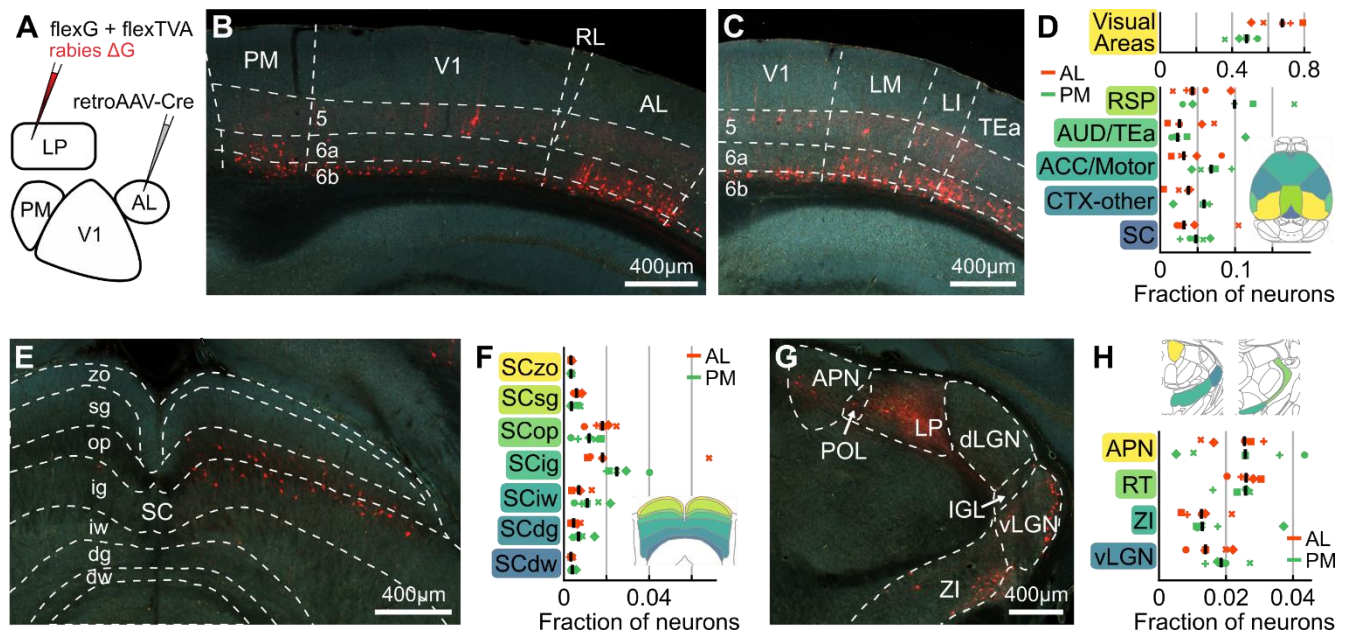 A
flexG + flexTVA
rabies ΔG
retroAAV-Cre
LP
PM
V1
AL
B
PM
V1
RL
AL
5
6a
6b
400µm
C
V1
LM
LI
TEa
5
6a
6b
400µm
D
Visual
Areas
0
0.4
0.8
AL
PM
RSP
AUD/TEa
ACC/Motor
CTX-other
SC
0
0.1
Fraction of neurons
E
zo
sg
op
ig
iw
dg
dw
SC
400µm
F
AL
PM
SCzo
SCsg
SCop
SCig
SCiw
SCdg
SCdw
0
0.04
Fraction of neurons
G
APN
POL
LP
dLGN
IGL
vLGN
ZI
400µm
H
APN
RT
ZI
vLGN
AL
PM
0
0.02
0.04
Fraction of neurons